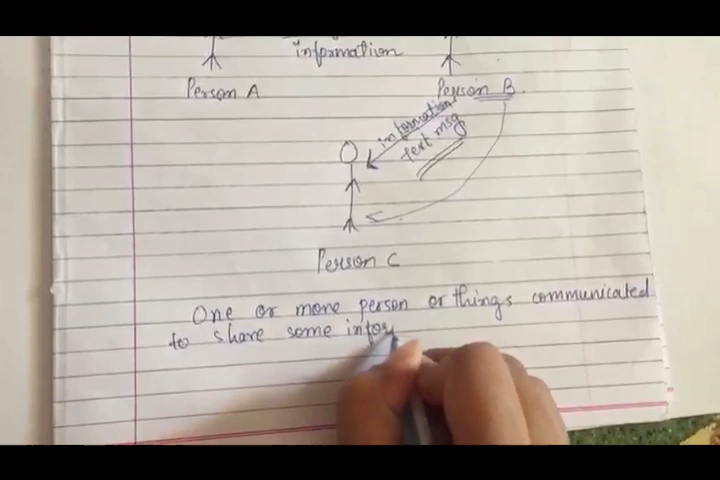 information
Person A
Person B.
information
text msg
Person C
One or more person or things communicated
to share some infor